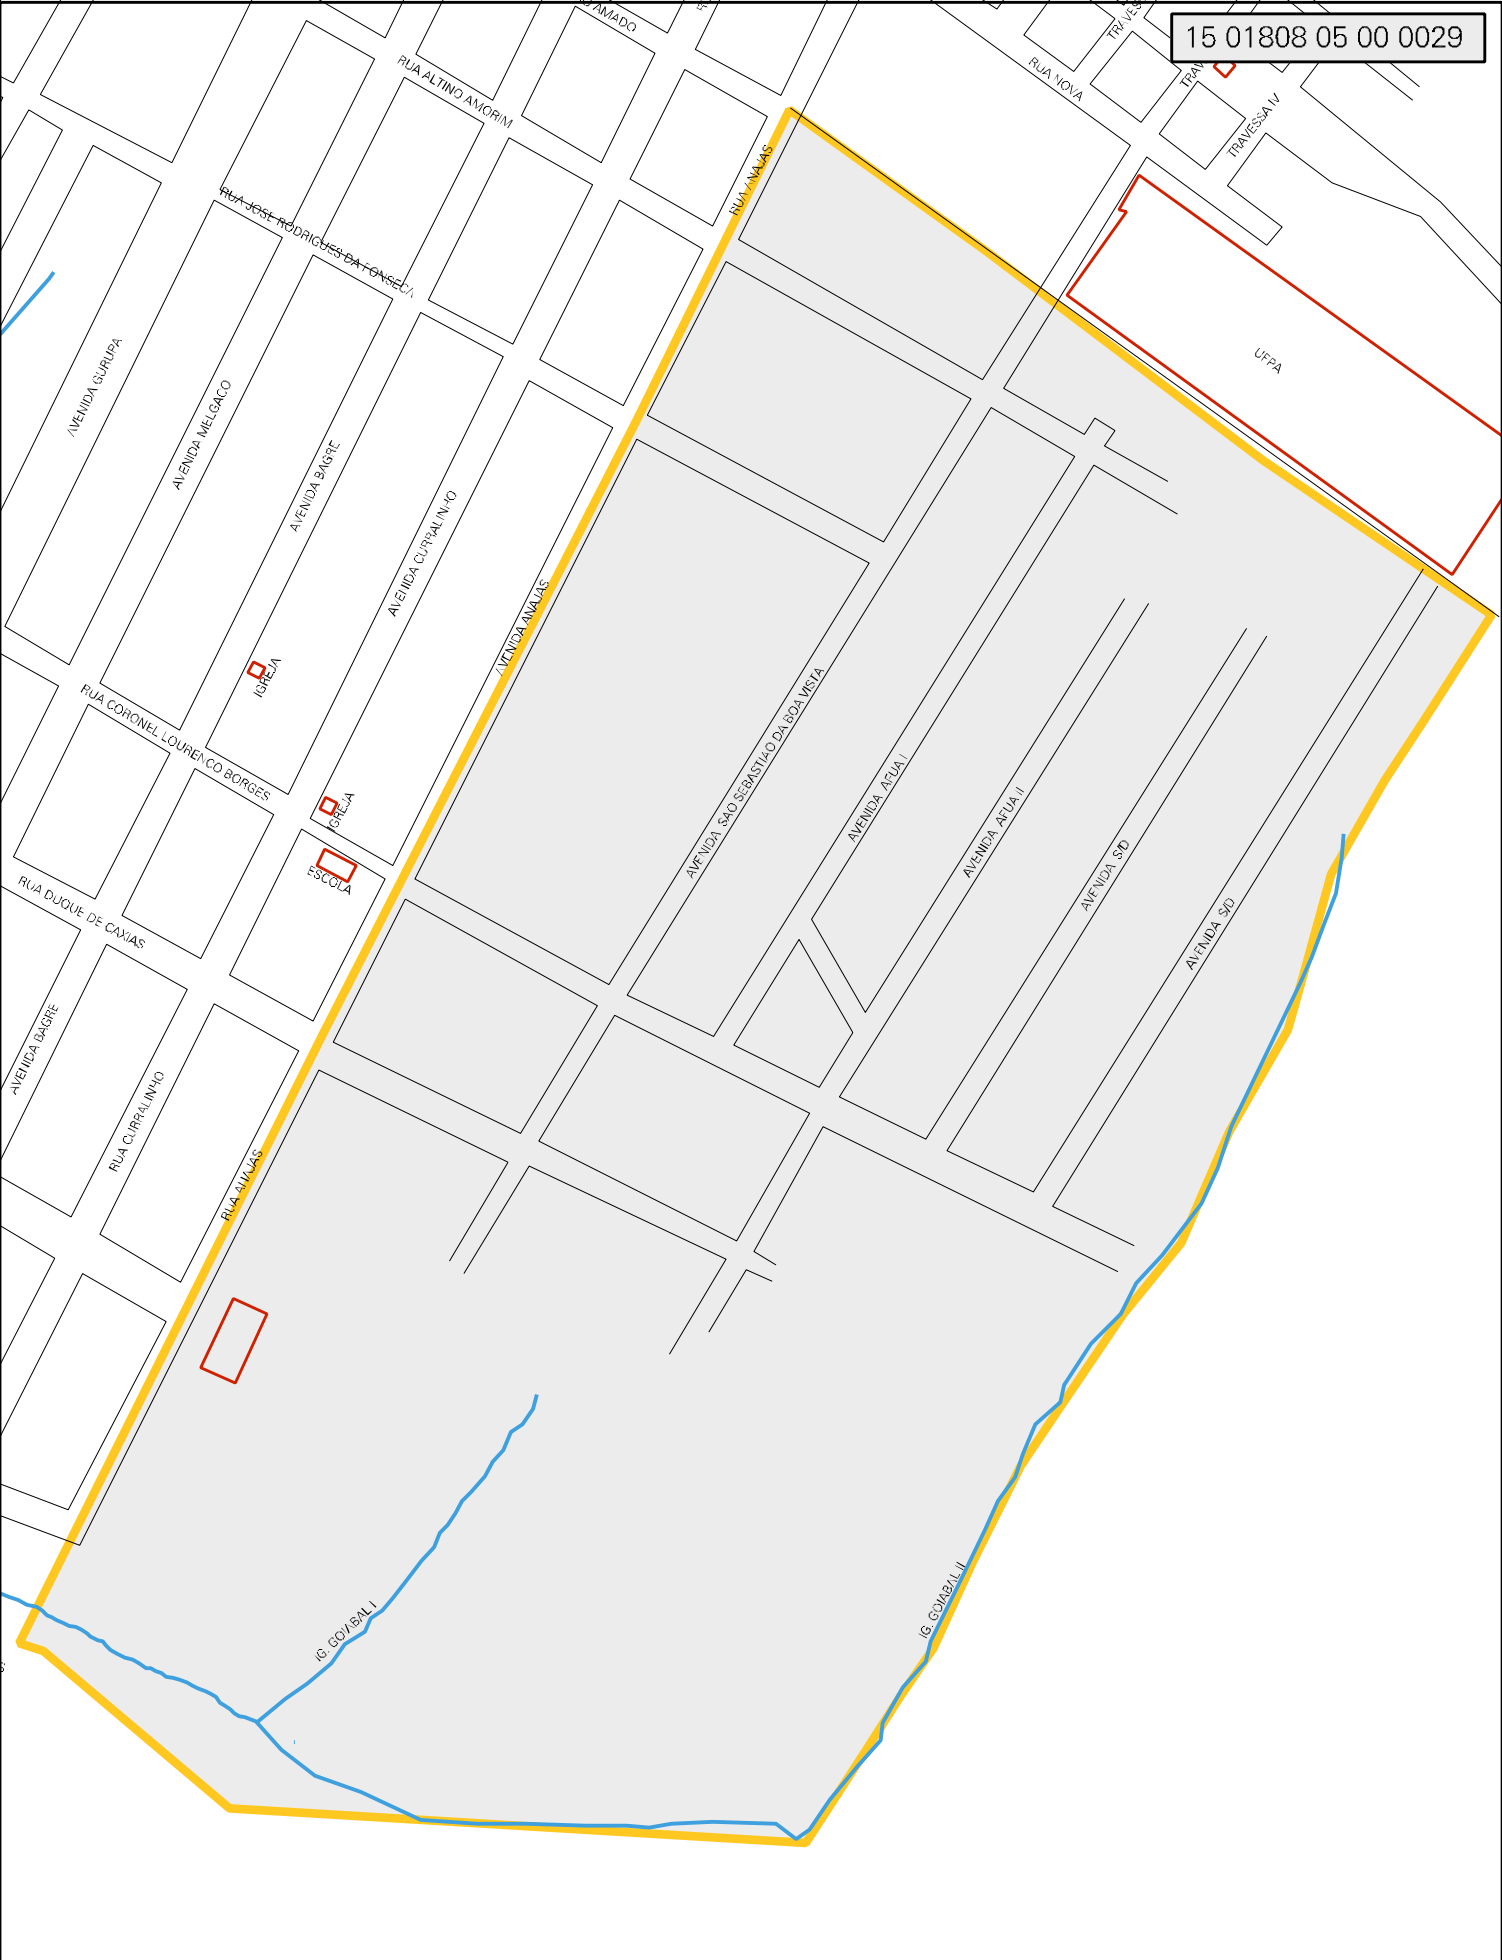 15 01808 05 00 0029
AMADO
RUA ALTINO AMORIM
RUA NOVA
TRAVESSA IV
RUA ANAJAS
RUA JOSE RODRIGUES DA FONSECA
UFPA
AVENIDA GURUPA
AVENIDA MELGACO
AVENIDA BAGRE
AVENIDA CURRALINHO
AVENIDA ANAJAS
IGREJA
RUA CORONEL LOURENCO BORGES
IGREJA
ESCOLA
RUA DUQUE DE CAXIAS
AVENIDA SAO SEBASTIAO DA BOA VISTA
AVENIDA AFUA I
AVENIDA AFUA II
AVENIDA S/D
AVENIDA S/D
AVENIDA BAGRE
RUA CURRALINHO
RUA ANAJAS
IG. GOIABAL I
IG. GOIABAL II